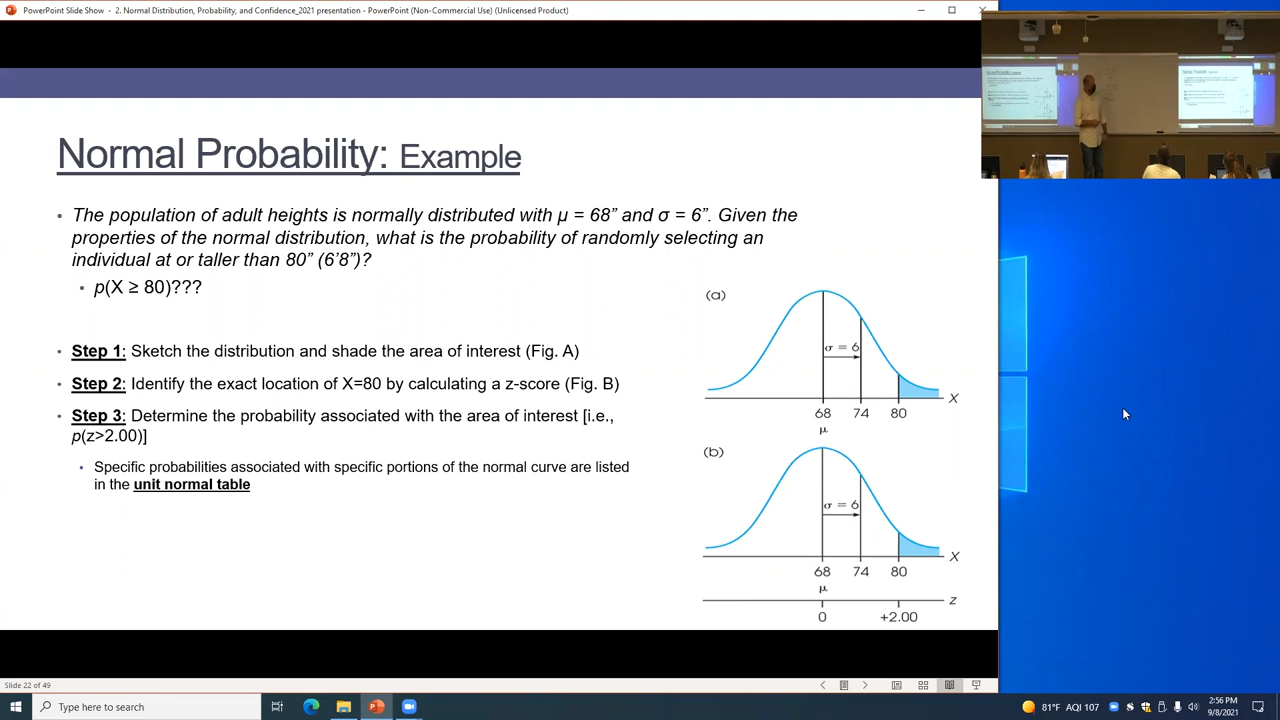 PowerPoint Slide Show - 2. Normal Distribution, Probability, and Confidence_2021 presentation - PowerPoint (Non-Commercial Use) (Unlicensed Product)
Normal Probability: Example
• The population of adult heights is normally distributed with μ = 68” and σ = 6”. Given the
properties of the normal distribution, what is the probability of randomly selecting an
individual at or taller than 80” (6’8”)?
• p(X ≥ 80)???
• Step 1: Sketch the distribution and shade the area of interest (Fig. A)
• Step 2: Identify the exact location of X=80 by calculating a z-score (Fig. B)
• Step 3: Determine the probability associated with the area of interest [i.e.,
p(z>2.00)]
• Specific probabilities associated with specific portions of the normal curve are listed
in the unit normal table
(a)
σ = 6
X
68 74 80
μ
(b)
σ = 6
X
68 74 80
μ
z
0 +2.00
Slide 22 of 49
Type here to search
81°F AQI 107
2:56 PM
9/8/2021